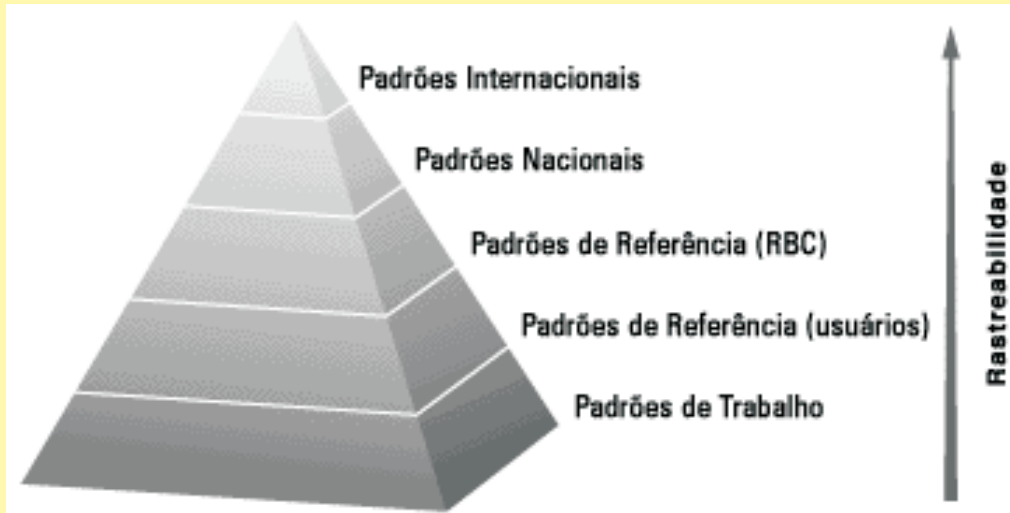 Padrões Internacionais
Padrões Nacionais
Padrões de Referência (RBC)
Padrões de Referência (usuários)
Padrões de Trabalho
Rastreabilidade